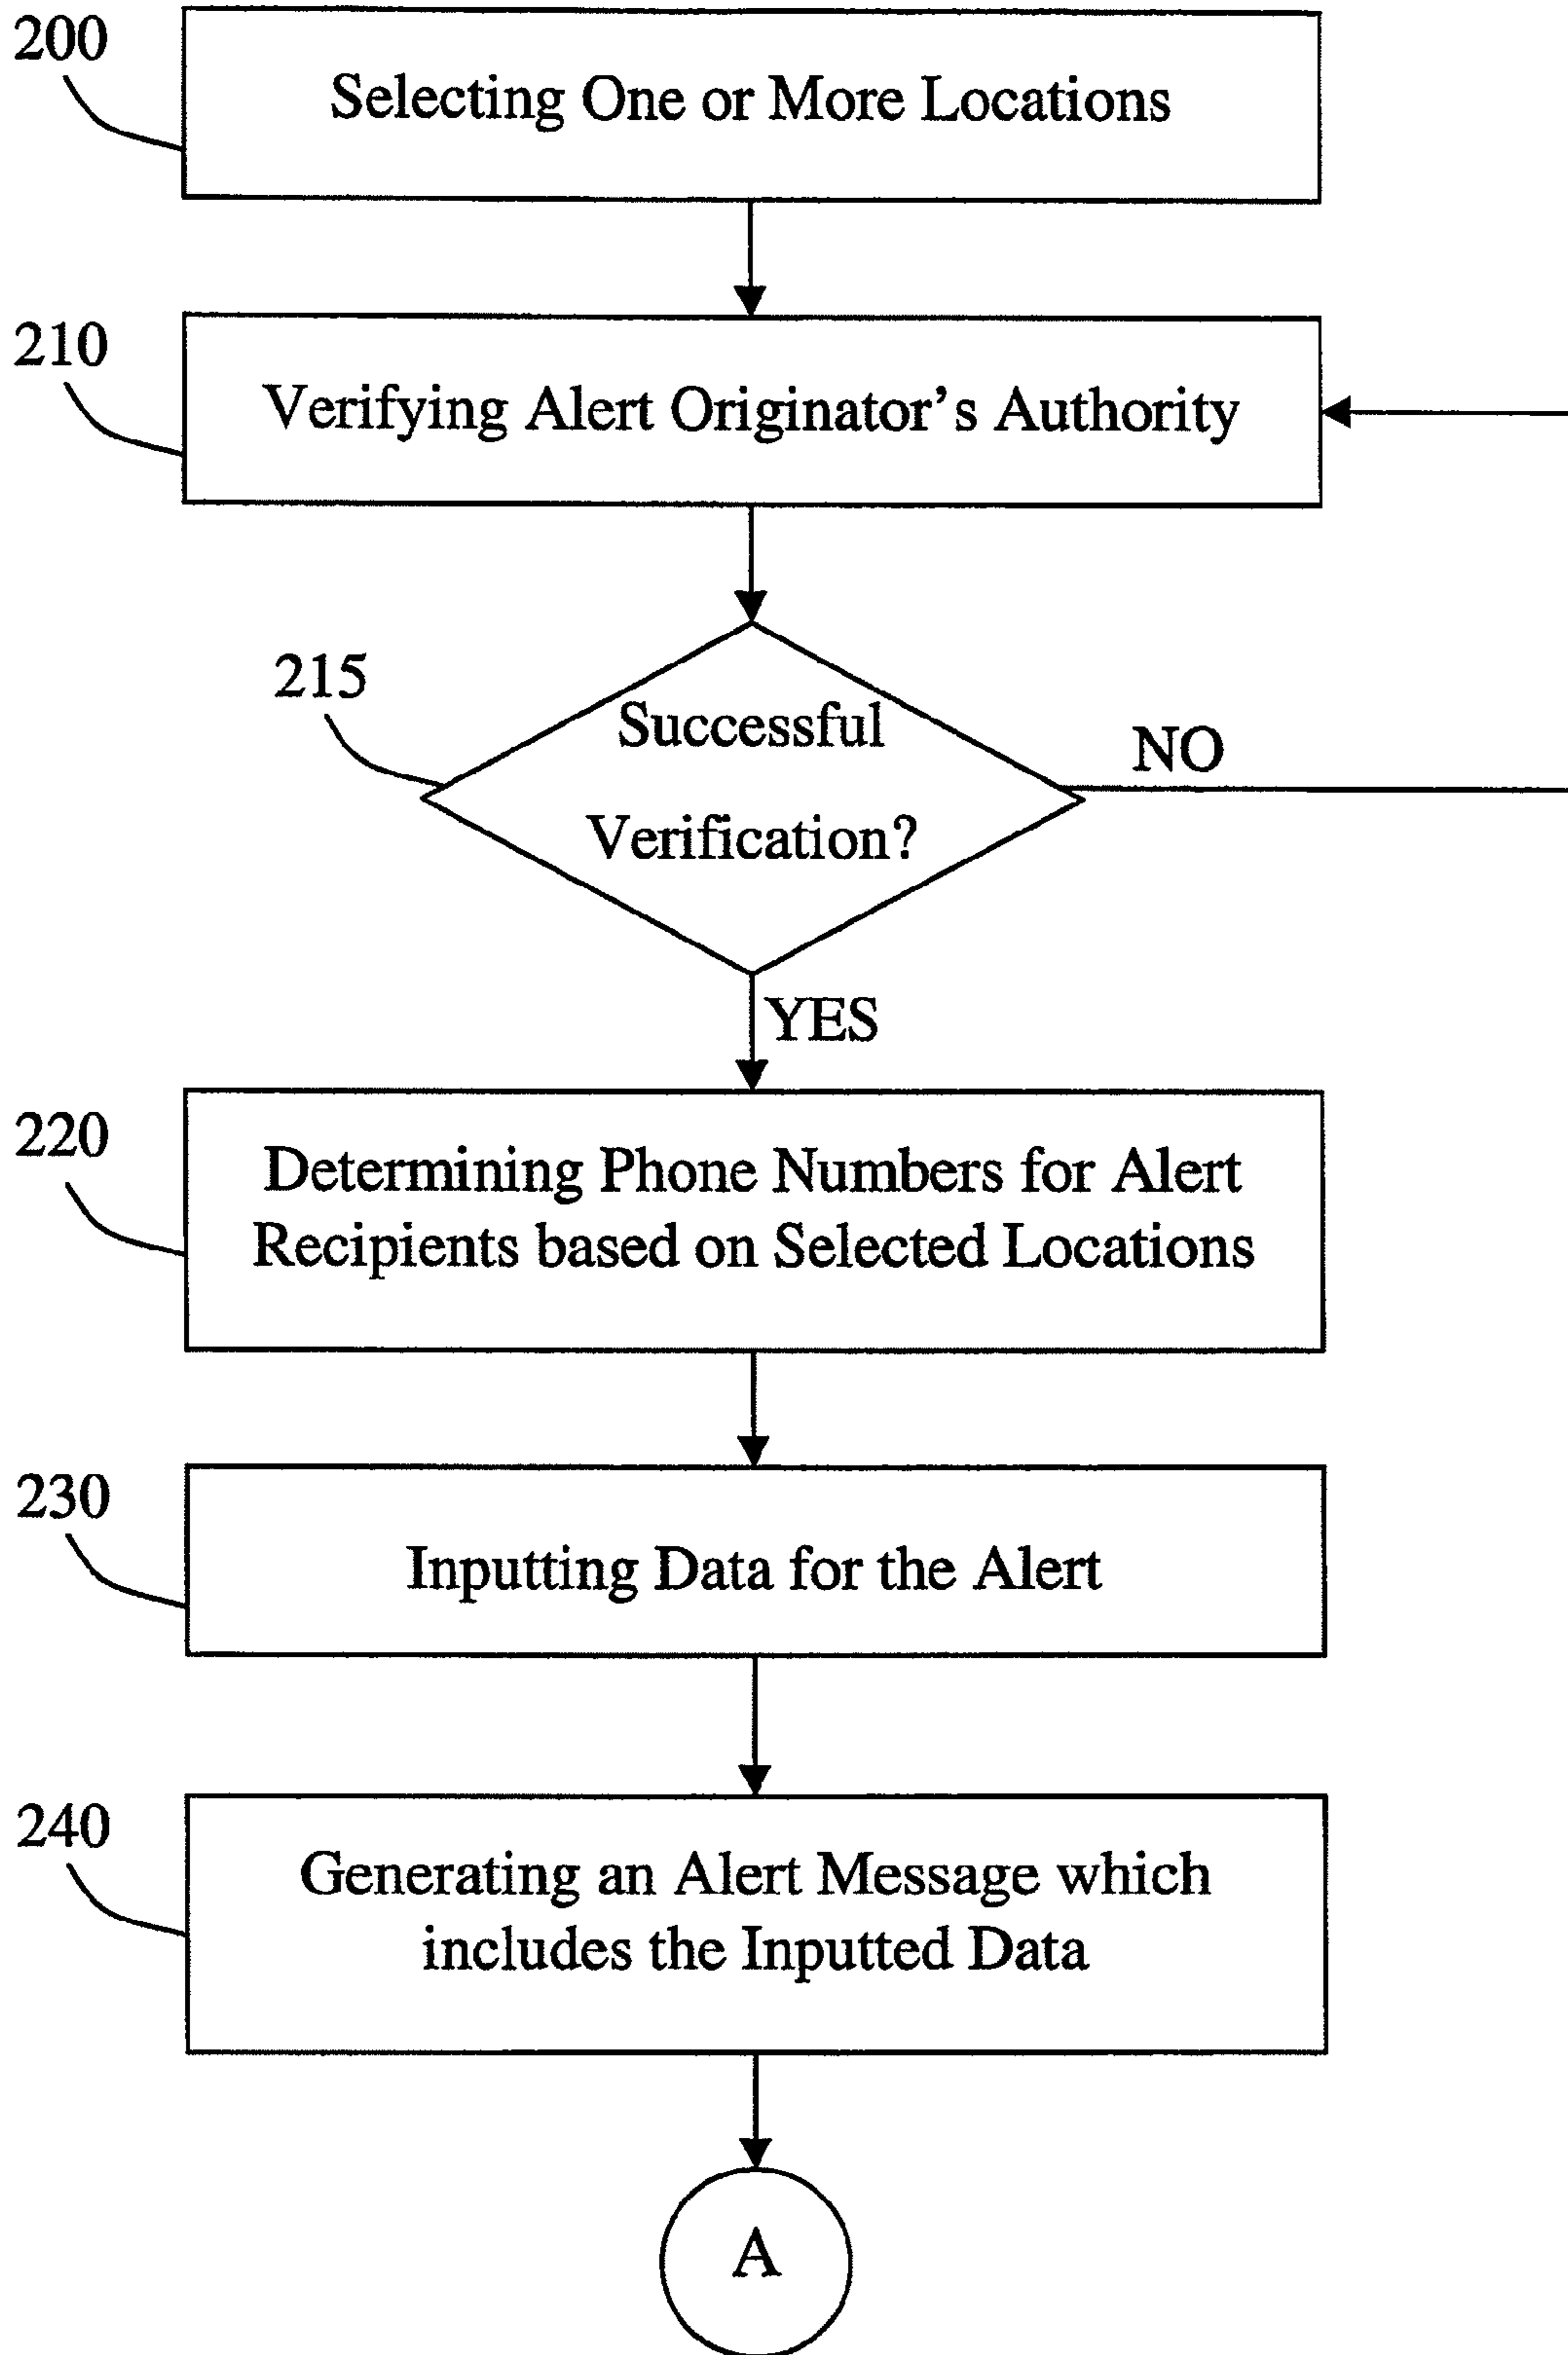 200
Selecting One or More Locations
210
Verifying Alert Originator's Authority
215
Successful
Verification?
NO
YES
220
Determining Phone Numbers for Alert
Recipients based on Selected Locations
230
Inputting Data for the Alert
240
Generating an Alert Message which
includes the Inputted Data
A